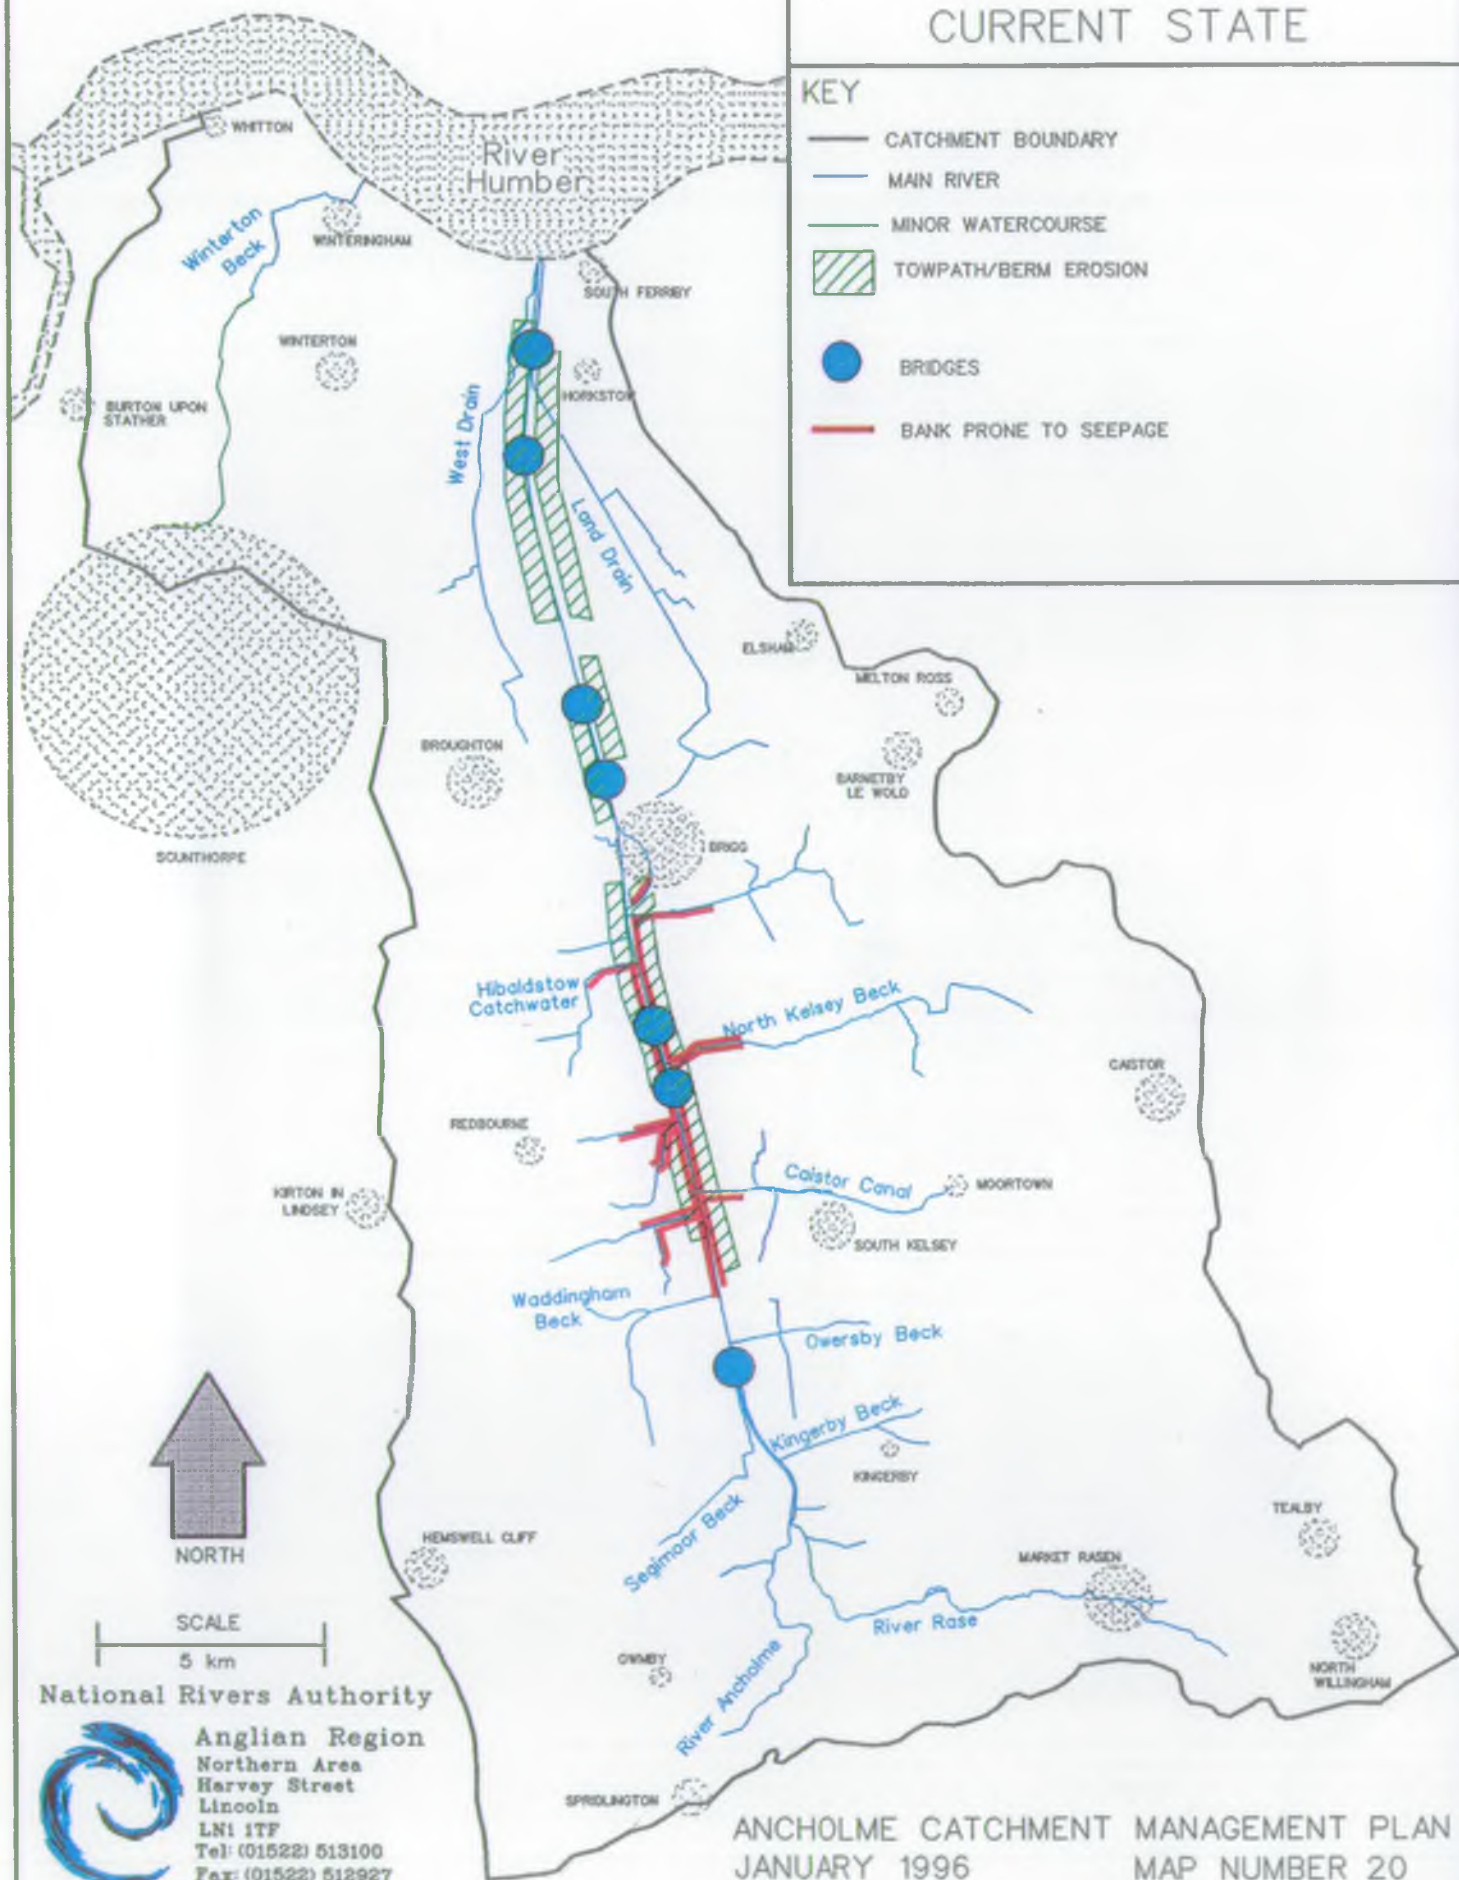 CURRENT STATE
KEY
CATCHMENT BOUNDARY
MAIN RIVER
MINOR WATERCOURSE
TOWPATH/BERM EROSION
BRIDGES
BANK PRONE TO SEEPAGE
WHITTON
River
Humber
Winterton
Beck
WINTERINGHAM
SOUTH FERRIBY
WINTERTON
HORKSTOW
BURTON UPON
STATHER
West Drain
Land Drain
ELSHAM
MELTON ROSS
BROUGHTON
BARNETBY
LE WOLD
SCUNTHORPE
BRIGG
Hibaldstow
Catchwater
North Kelsey Beck
CAISTOR
REDBOURNE
Caistor Canal
MOORTOWN
KIRTON IN
LINDSEY
SOUTH KELSEY
Waddingham
Beck
Owersby Beck
Kingerby Beck
KINGERBY
Seglmoor Beck
TEALBY
HEMSWELL CLIFF
NORTH
MARKET RASEN
River Rase
SCALE
5 km
OWMBY
River Ancholme
NORTH
WILLINGHAM
National Rivers Authority
Anglian Region
Northern Area
Harvey Street
Lincoln
LN1 1TF
Tel: (01522) 513100
Fax: (01522) 512927
SPRIDLINGTON
ANCHOLME CATCHMENT MANAGEMENT PLAN
JANUARY 1996 MAP NUMBER 20